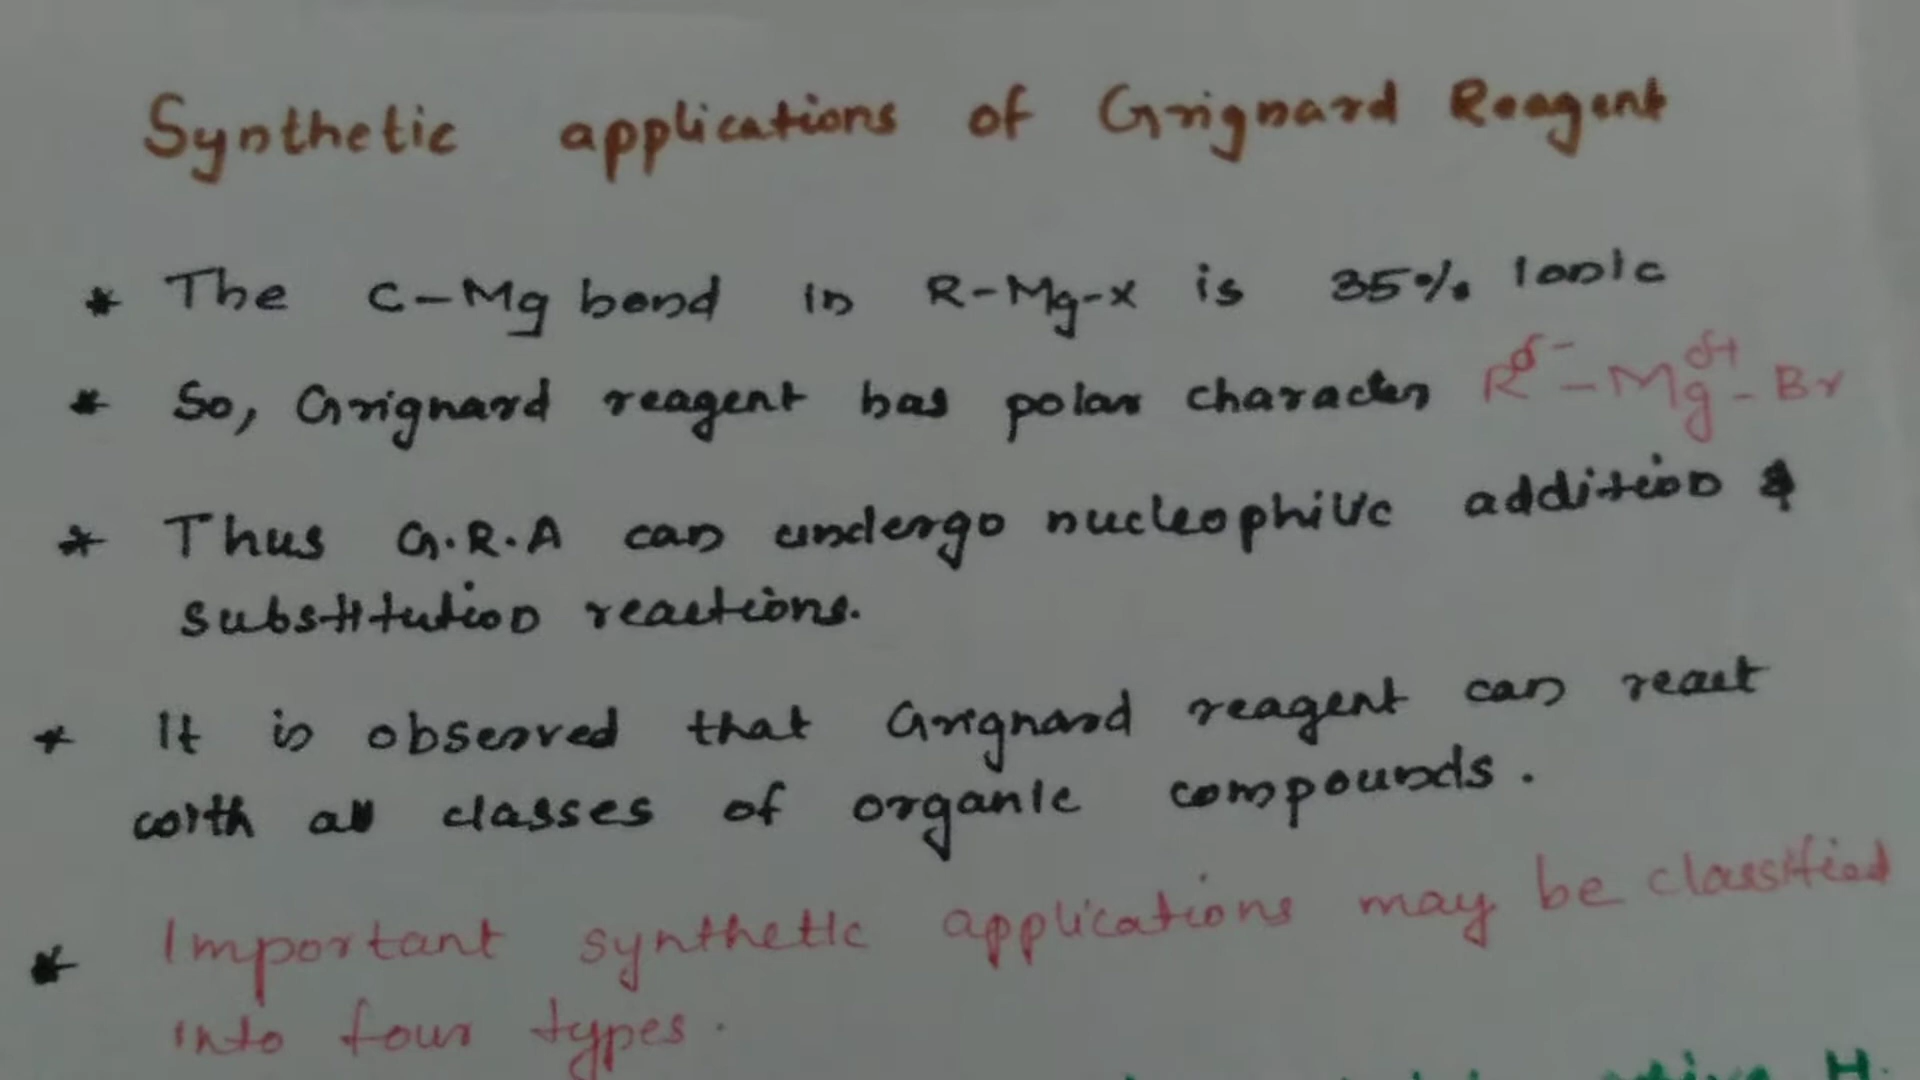 Synthetic applications of Grignard Reagent
* The C-Mg bond in R-Mg-X is 35% Ionic
* So, Grignard reagent has polar character Rδ- - Mgδ+ - Br
* Thus G.R.A can undergo nucleophilic addition &
substitution reactions.
* It is observed that Grignard reagent can react
with all classes of organic compounds.
* Important synthetic applications may be classified
into four types.
active H.